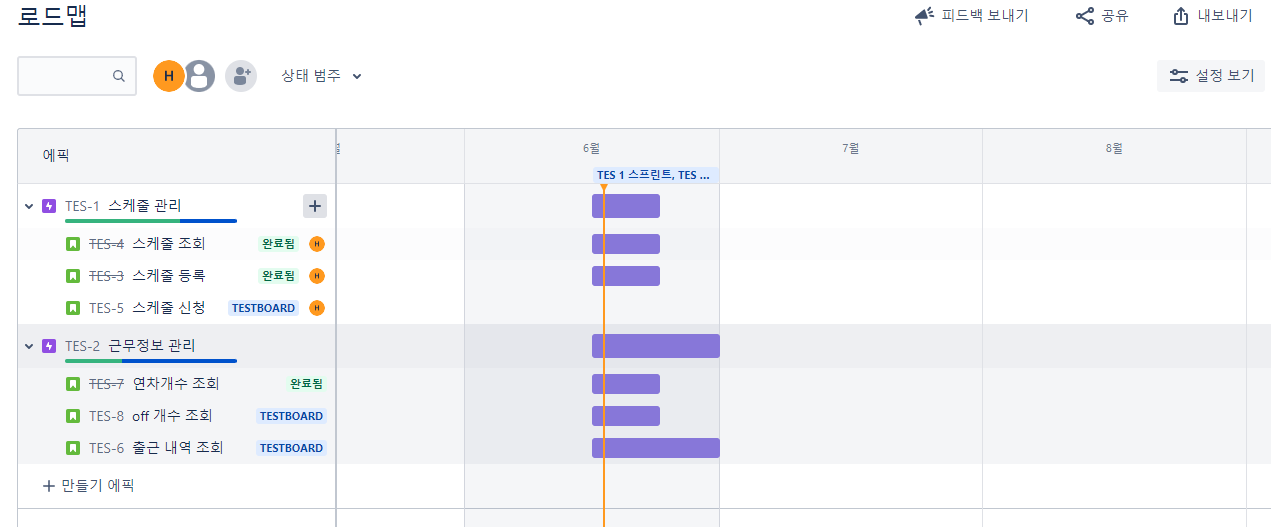 로드맵
피드백 보내기
공유
내보내기
H
상태 범주
설정 보기
에픽
6월
7월
8월
TES 1 스프린트, TES ...
TES-1 스케줄 관리
TES-4 스케줄 조회 완료됨 H
TES-3 스케줄 등록 완료됨 H
TES-5 스케줄 신청 TESTBOARD H
TES-2 근무정보 관리
TES-7 연차개수 조회 완료됨
TES-8 off 개수 조회 TESTBOARD
TES-6 출근 내역 조회 TESTBOARD
만들기 에픽